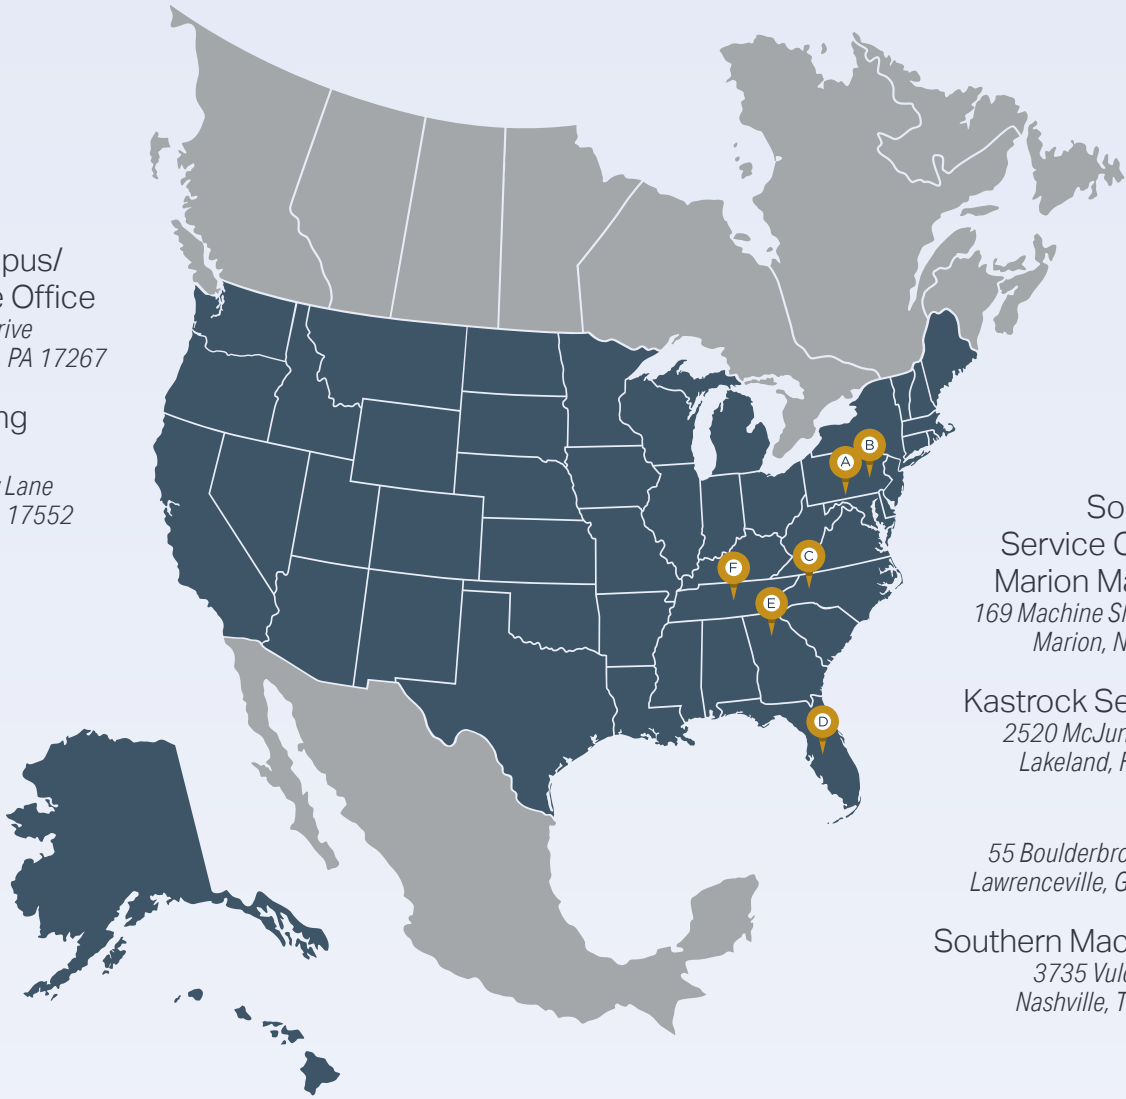 pus/
e Office
rive
, PA 17267
ng
Lane
17552
A
B
C
F
E
D
So
Service C
Marion Ma
169 Machine Sh
Marion, N
Kastrock Se
2520 McJun
Lakeland, F
55 Boulderbro
Lawrenceville, G
Southern Mac
3735 Vulc
Nashville, T